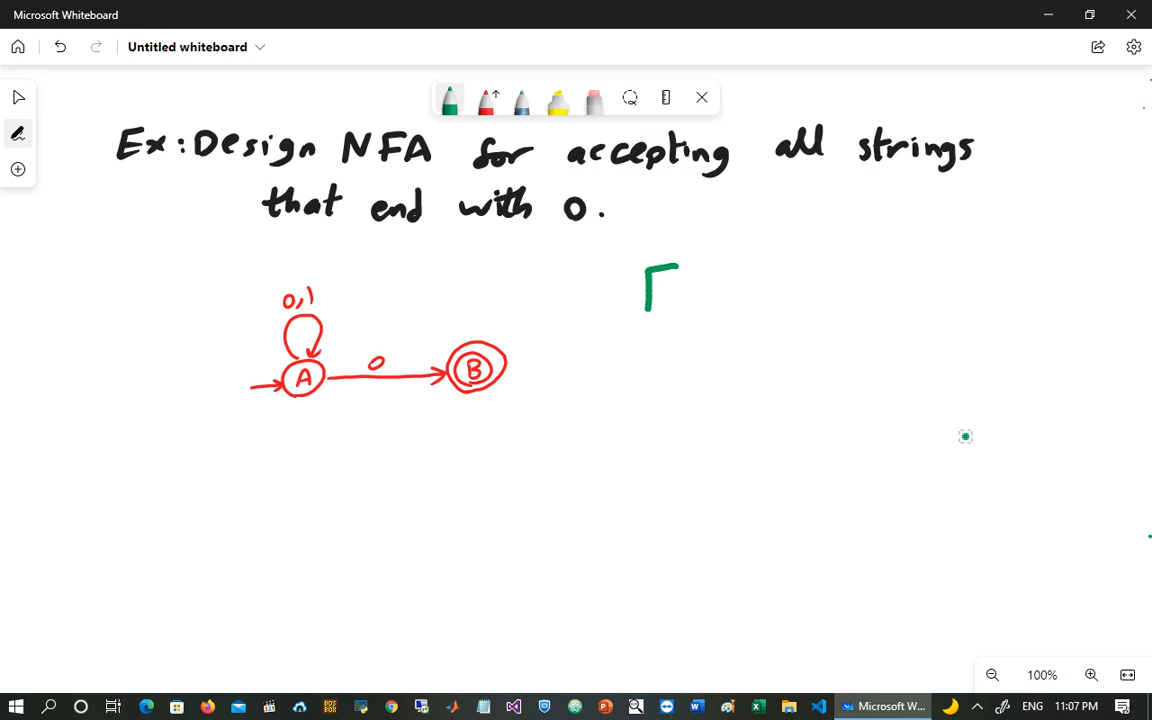 Microsoft Whiteboard
Untitled whiteboard
Ex: Design NFA for accepting all strings
that end with 0.
0,1
A
0
B
100%
Microsoft W...
ENG
11:07 PM